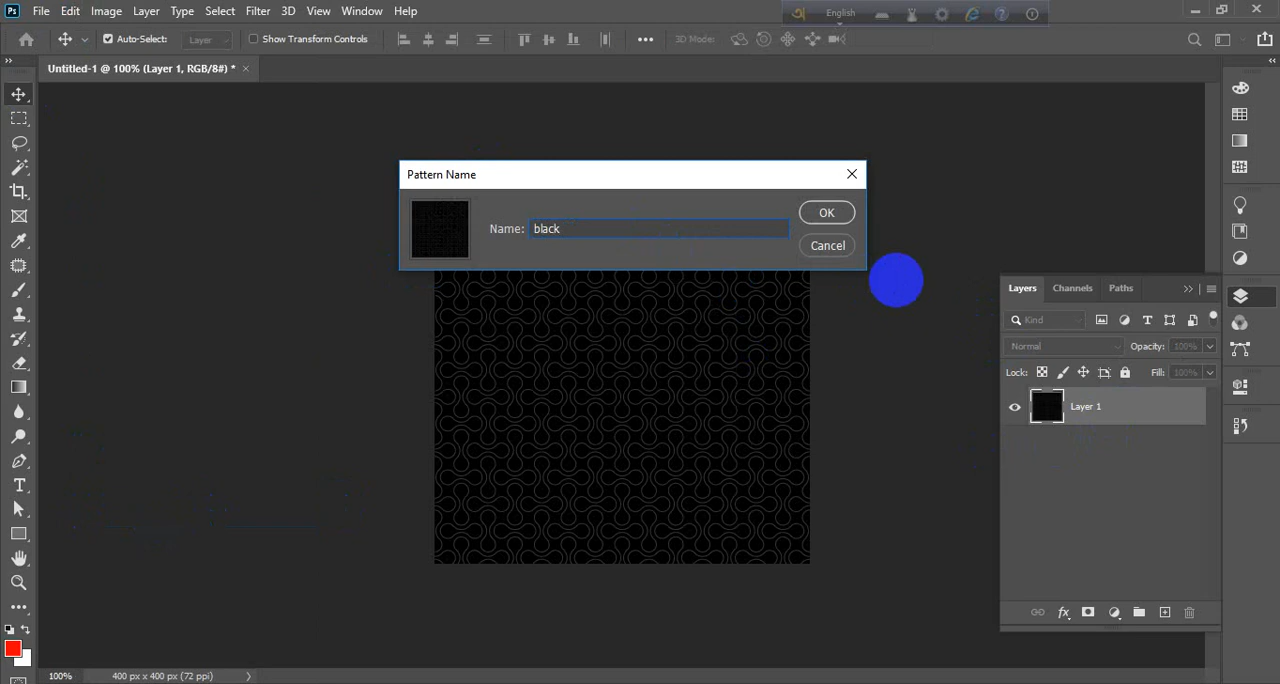 Ps File Edit Image Layer Type Select Filter 3D View Window Help
English
Auto-Select: Layer Show Transform Controls 3D Mode:
Untitled-1 @ 100% (Layer 1, RGB/8#) *
Pattern Name
Name: black
OK
Cancel
Layers Channels Paths
Kind
Normal Opacity: 100%
Lock: Fill: 100%
Layer 1
fx
100% 400 px x 400 px (72 ppi)